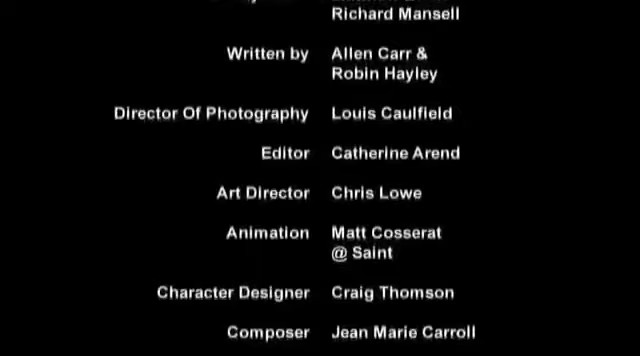 Richard Mansell
Written by Allen Carr &
Robin Hayley
Director Of Photography Louis Caulfield
Editor Catherine Arend
Art Director Chris Lowe
Animation Matt Cosserat
@ Saint
Character Designer Craig Thomson
Composer Jean Marie Carroll